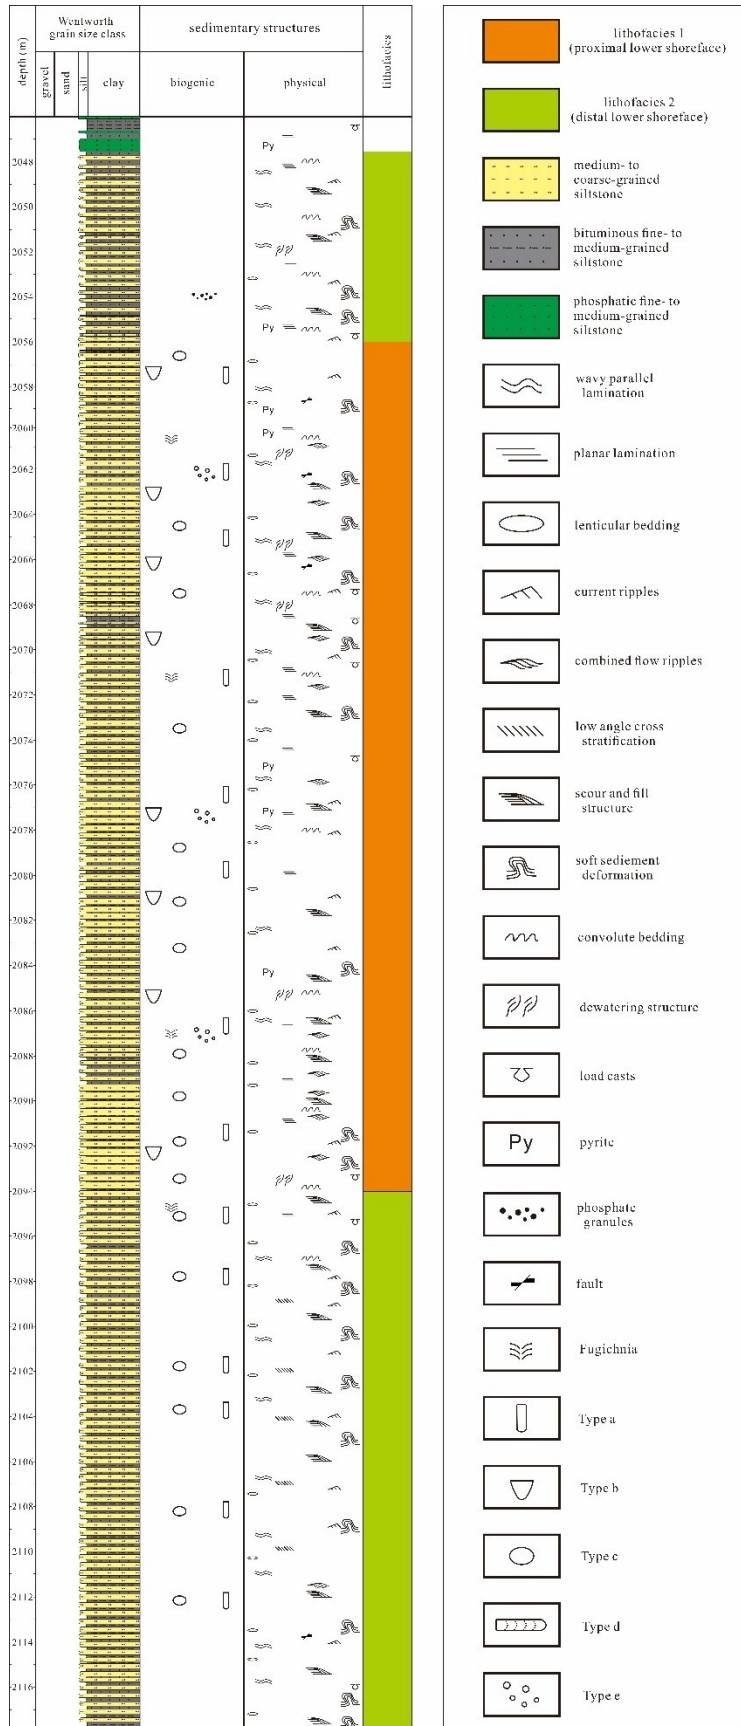 Wentworth
grain size class
sedimentary structures
lithofacies
depth (m)
gravel
sand
silt
clay
biogenic
physical
2048
2050
2052
2054
2056
2058
2060
2062
2064
2066
2068
2070
2072
2074
2076
2078
2080
2082
2084
2086
2088
2090
2092
2094
2096
2098
2100
2102
2104
2106
2108
2110
2112
2114
2116
Py
Py
Py
Py
Py
Py
Py
lithofacies 1
(proximal lower shoreface)
lithofacies 2
(distal lower shoreface)
medium- to
coarse-grained
siltstone
bituminous fine- to
medium-grained
siltstone
phosphatic fine- to
medium-grained
siltstone
wavy parallel
lamination
planar lamination
lenticular bedding
current ripples
combined flow ripples
low angle cross
stratification
scour and fill
structure
soft sediement
deformation
convolute bedding
dewatering structure
load casts
Py
pyrite
phosphate
granules
fault
Fugichnia
Type a
Type b
Type c
Type d
Type e